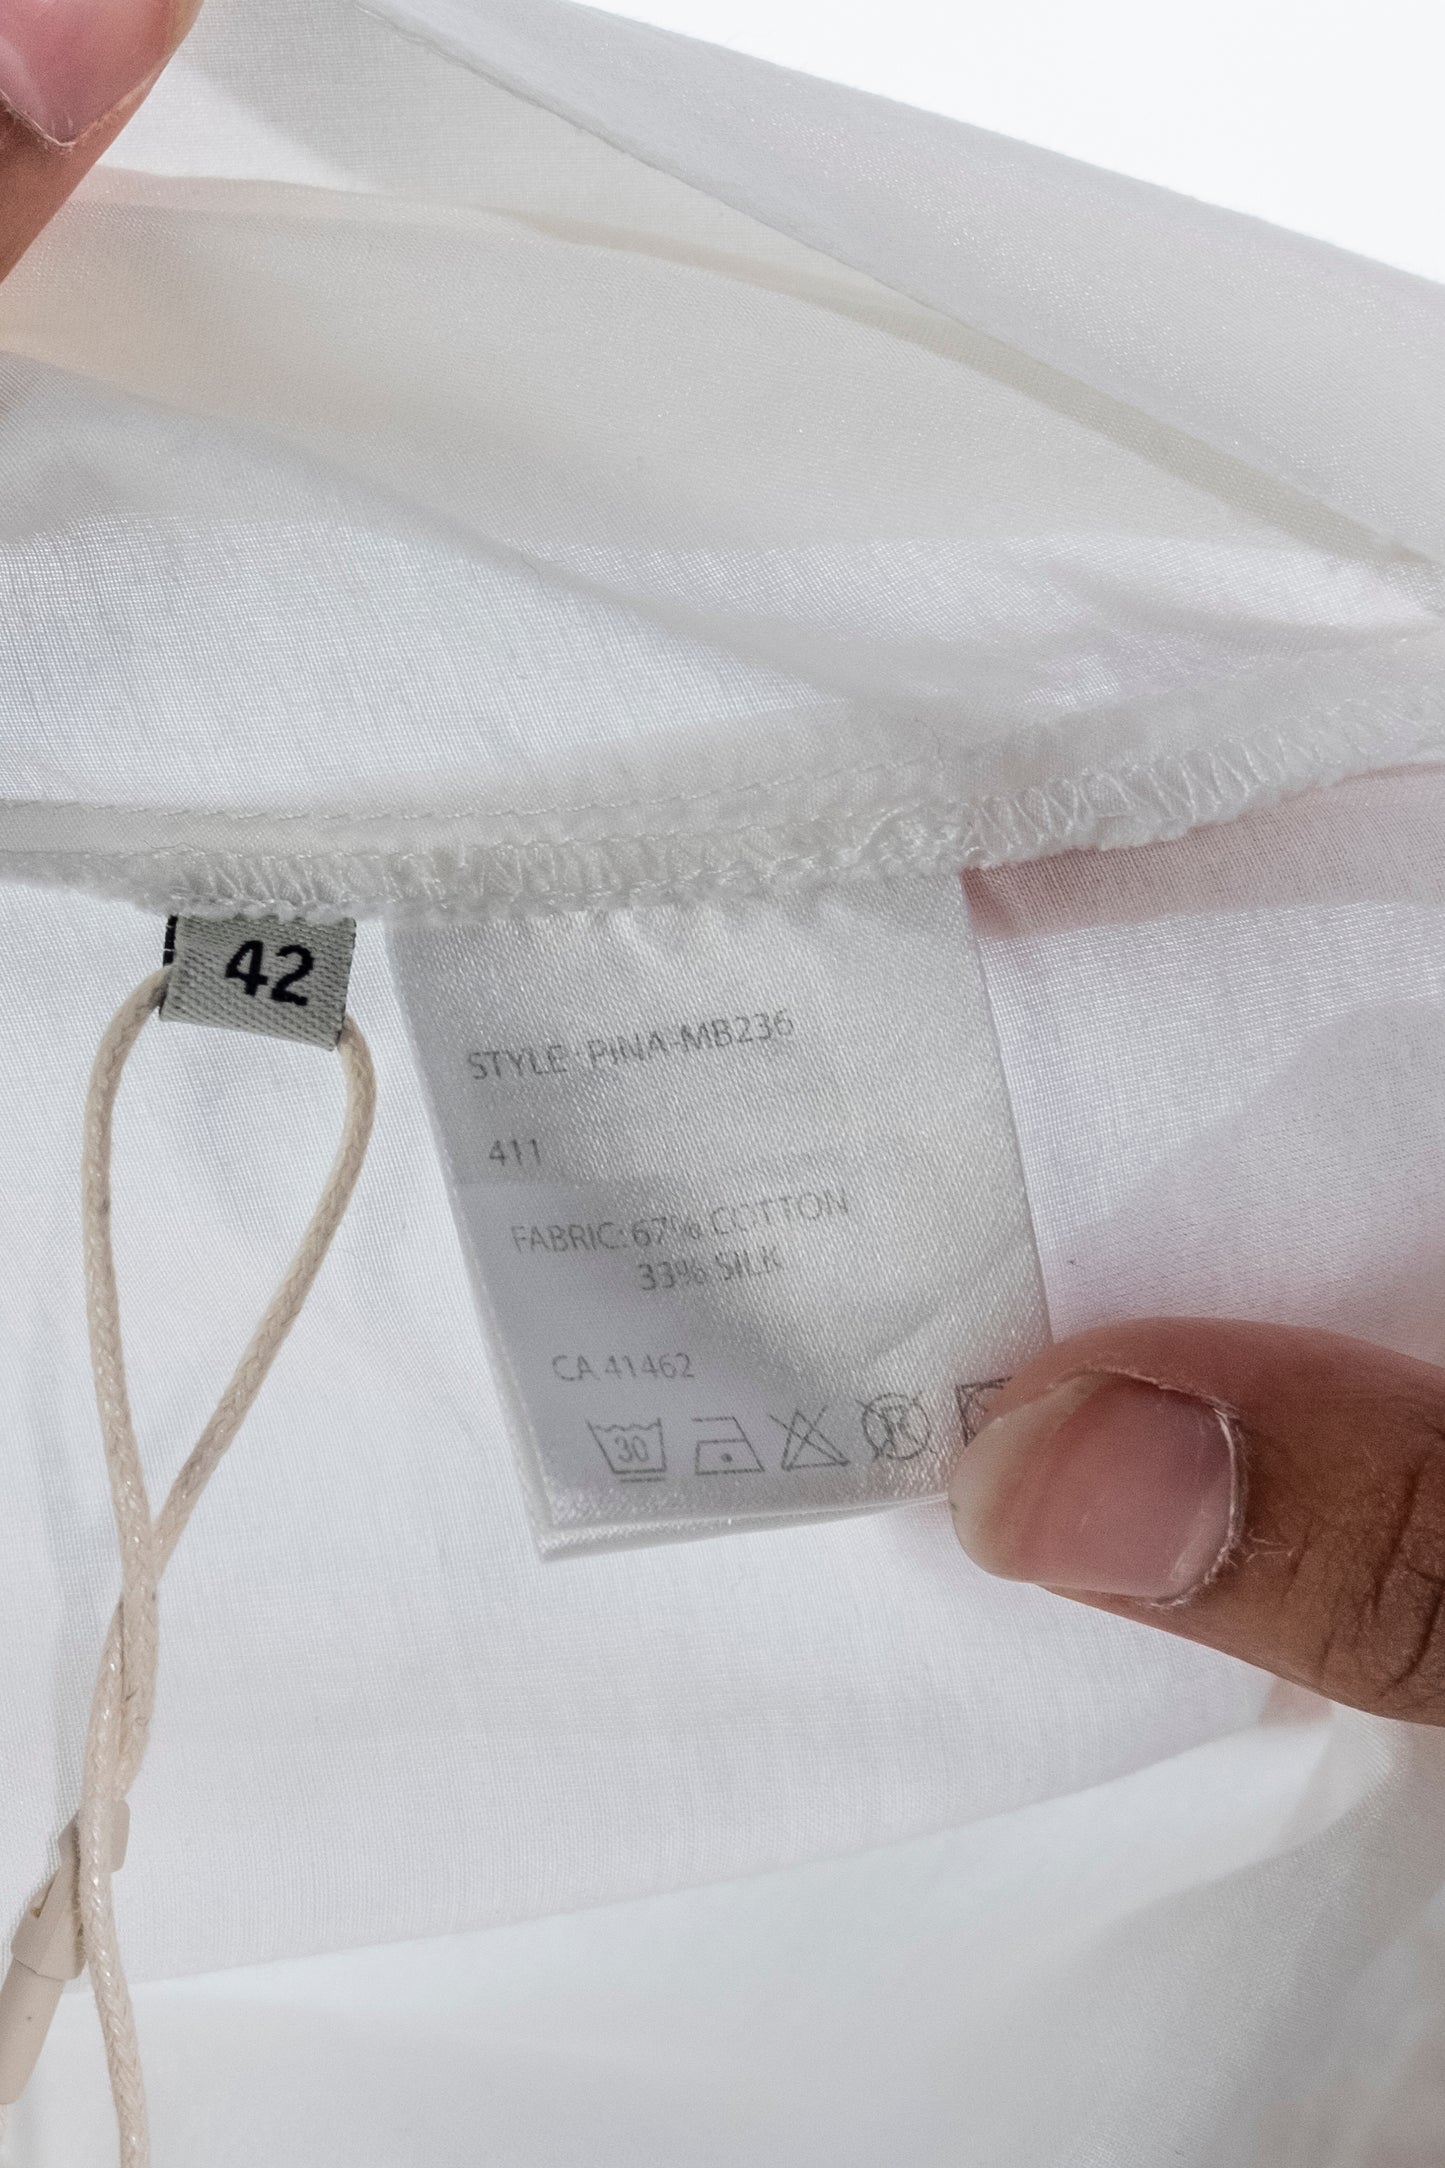 42
STYLE: PINA-MB236
411
FABRIC: 67% COTTON
33% SILK
CA 41462
30